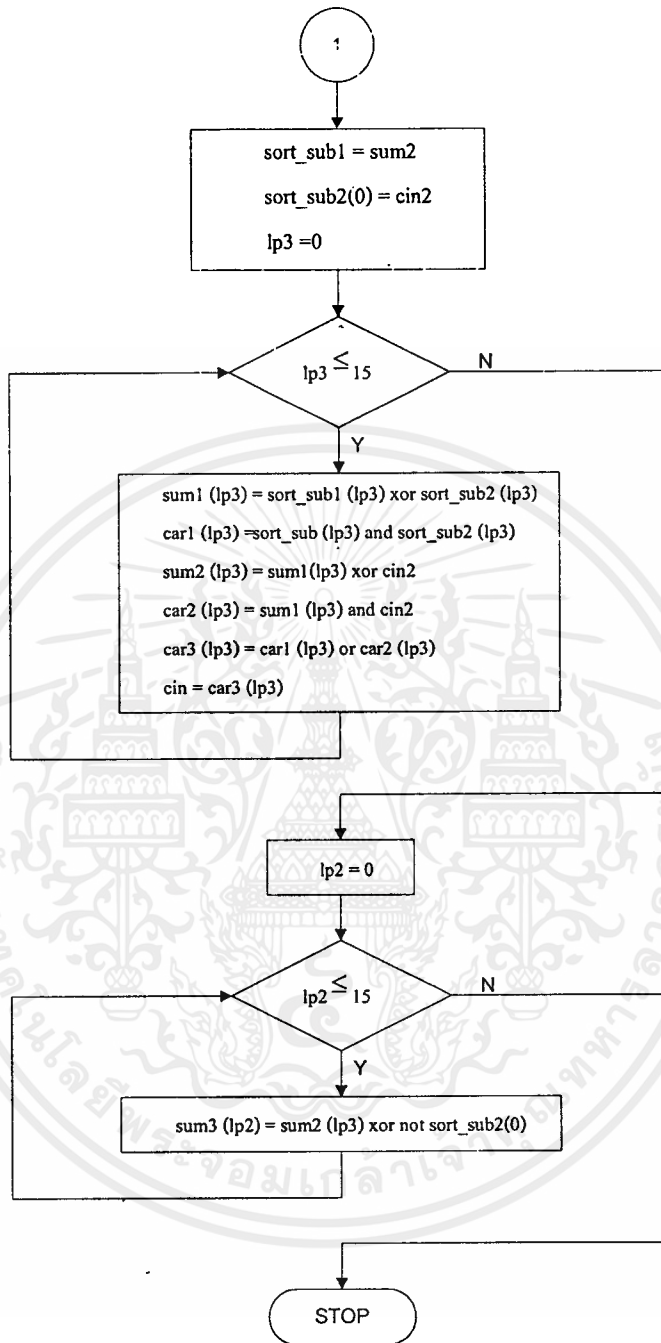 1
sort_sub1 = sum2
sort_sub2(0) = cin2
lp3 =0
lp3 ≤ 15
N
Y
sum1 (lp3) = sort_sub1 (lp3) xor sort_sub2 (lp3)
car1 (lp3) =sort_sub (lp3) and sort_sub2 (lp3)
sum2 (lp3) = sum1(lp3) xor cin2
car2 (lp3) = sum1 (lp3) and cin2
car3 (lp3) = car1 (lp3) or car2 (lp3)
cin = car3 (lp3)
lp2 = 0
lp2 ≤ 15
N
Y
sum3 (lp2) = sum2 (lp3) xor not sort_sub2(0)
STOP